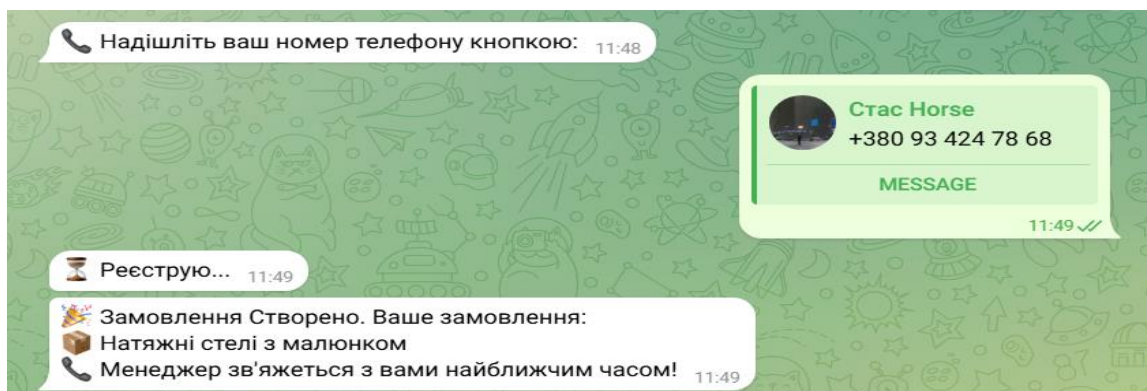 📞 Надішліть ваш номер телефону кнопкою: 11:48
Стас Horse
+380 93 424 78 68
MESSAGE
11:49
⏳ Реєструю... 11:49
🎉 Замовлення Створено. Ваше замовлення:
📦 Натяжні стелі з малюнком
📞 Менеджер зв'яжеться з вами найближчим часом! 11:49